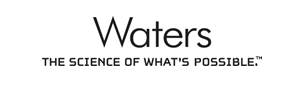 Waters
THE SCIENCE OF WHAT'S POSSIBLE.™